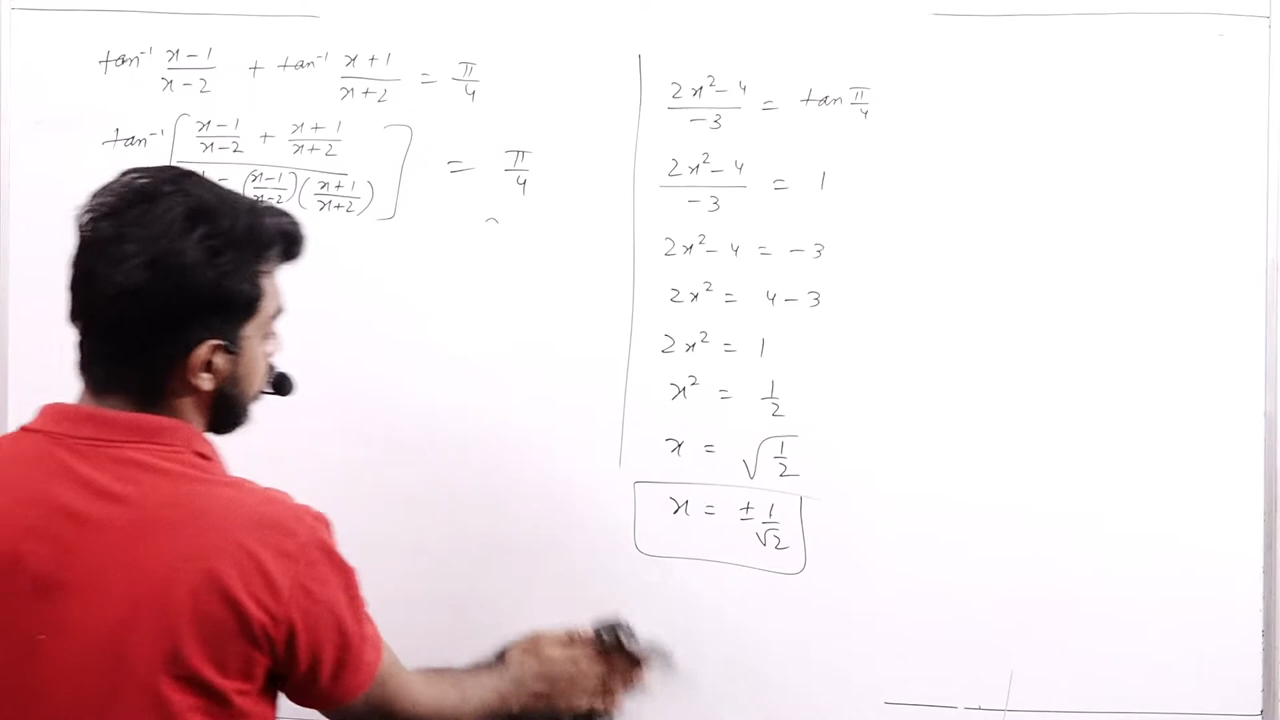 tan⁻¹ (x-1)/(x-2) + tan⁻¹ (x+1)/(x+2) = π/4
tan⁻¹ [ ((x-1)/(x-2) + (x+1)/(x+2)) / (1 - ((x-1)/(x-2)) ((x+1)/(x+2))) ] = π/4
(2x² - 4)/(-3) = tan π/4
(2x² - 4)/(-3) = 1
2x² - 4 = -3
2x² = 4 - 3
2x² = 1
x² = 1/2
x = √(1/2)
x = ± 1/√2